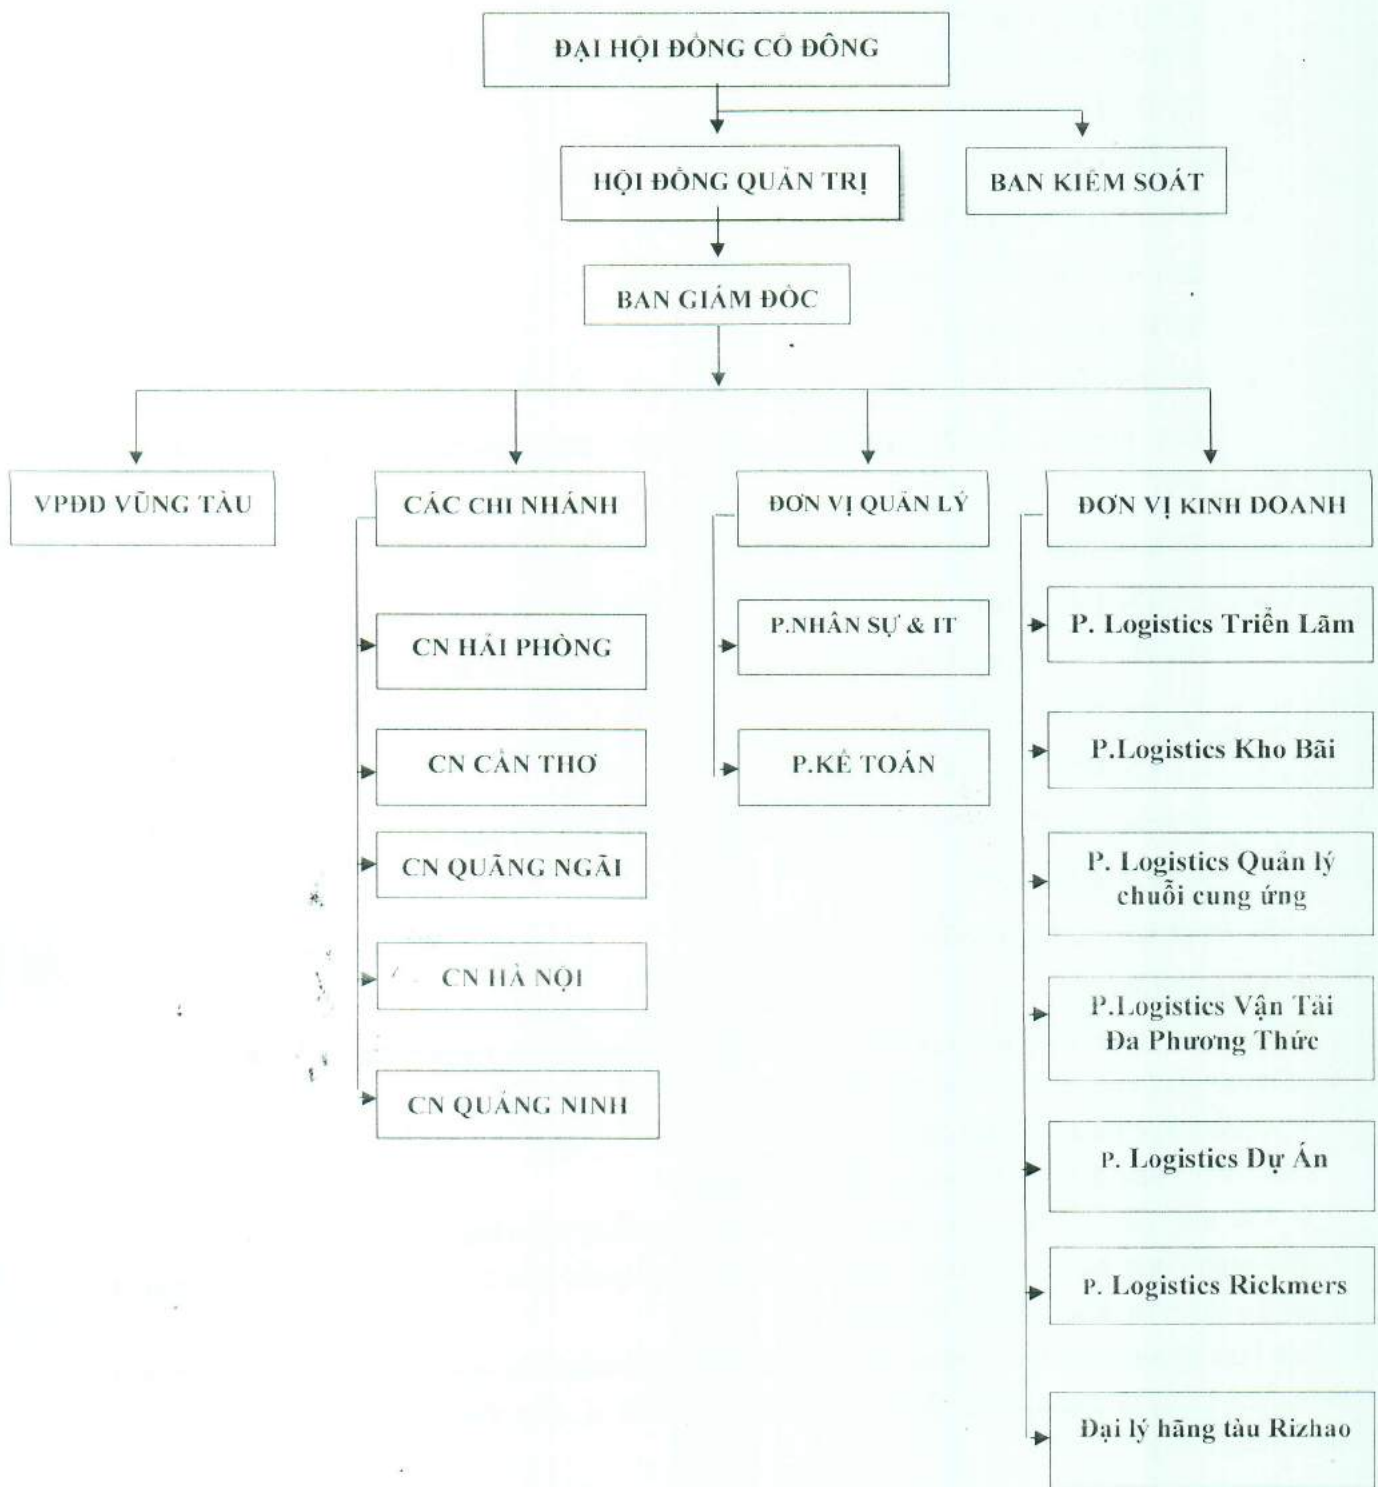 ĐẠI HỘI ĐỒNG CỔ ĐÔNG
HỘI ĐỒNG QUẢN TRỊ
BAN KIỂM SOÁT
BAN GIÁM ĐỐC
VPĐD VŨNG TÀU
CÁC CHI NHÁNH
ĐƠN VỊ QUẢN LÝ
ĐƠN VỊ KINH DOANH
CN HẢI PHÒNG
CN CẦN THƠ
CN QUÃNG NGÃI
CN HÀ NỘI
CN QUẢNG NINH
P.NHÂN SỰ & IT
P.KẾ TOÁN
P. Logistics Triển Lãm
P.Logistics Kho Bãi
P. Logistics Quản lý
chuỗi cung ứng
P.Logistics Vận Tải
Đa Phương Thức
P. Logistics Dự Án
P. Logistics Rickmers
Đại lý hãng tàu Rizhao